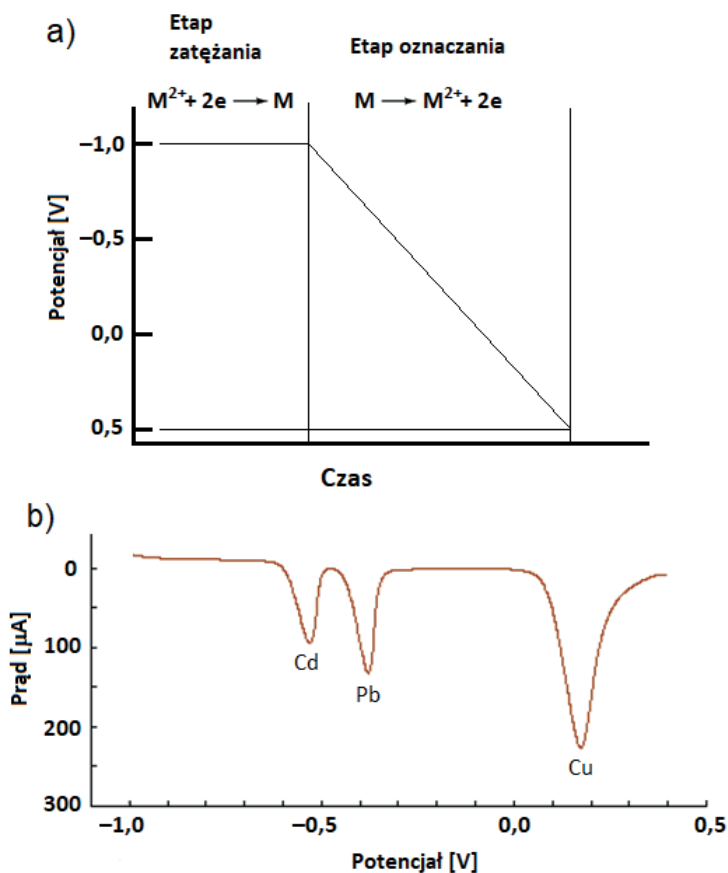 a)
Etap
zatężania
Etap oznaczania
M²⁺+ 2e → M
M → M²⁺+ 2e
Potencjał [V]
–1,0
–0,5
0,0
0,5
Czas
b)
Prąd [µA]
0
100
200
300
Cd
Pb
Cu
–1,0
–0,5
0,0
0,5
Potencjał [V]